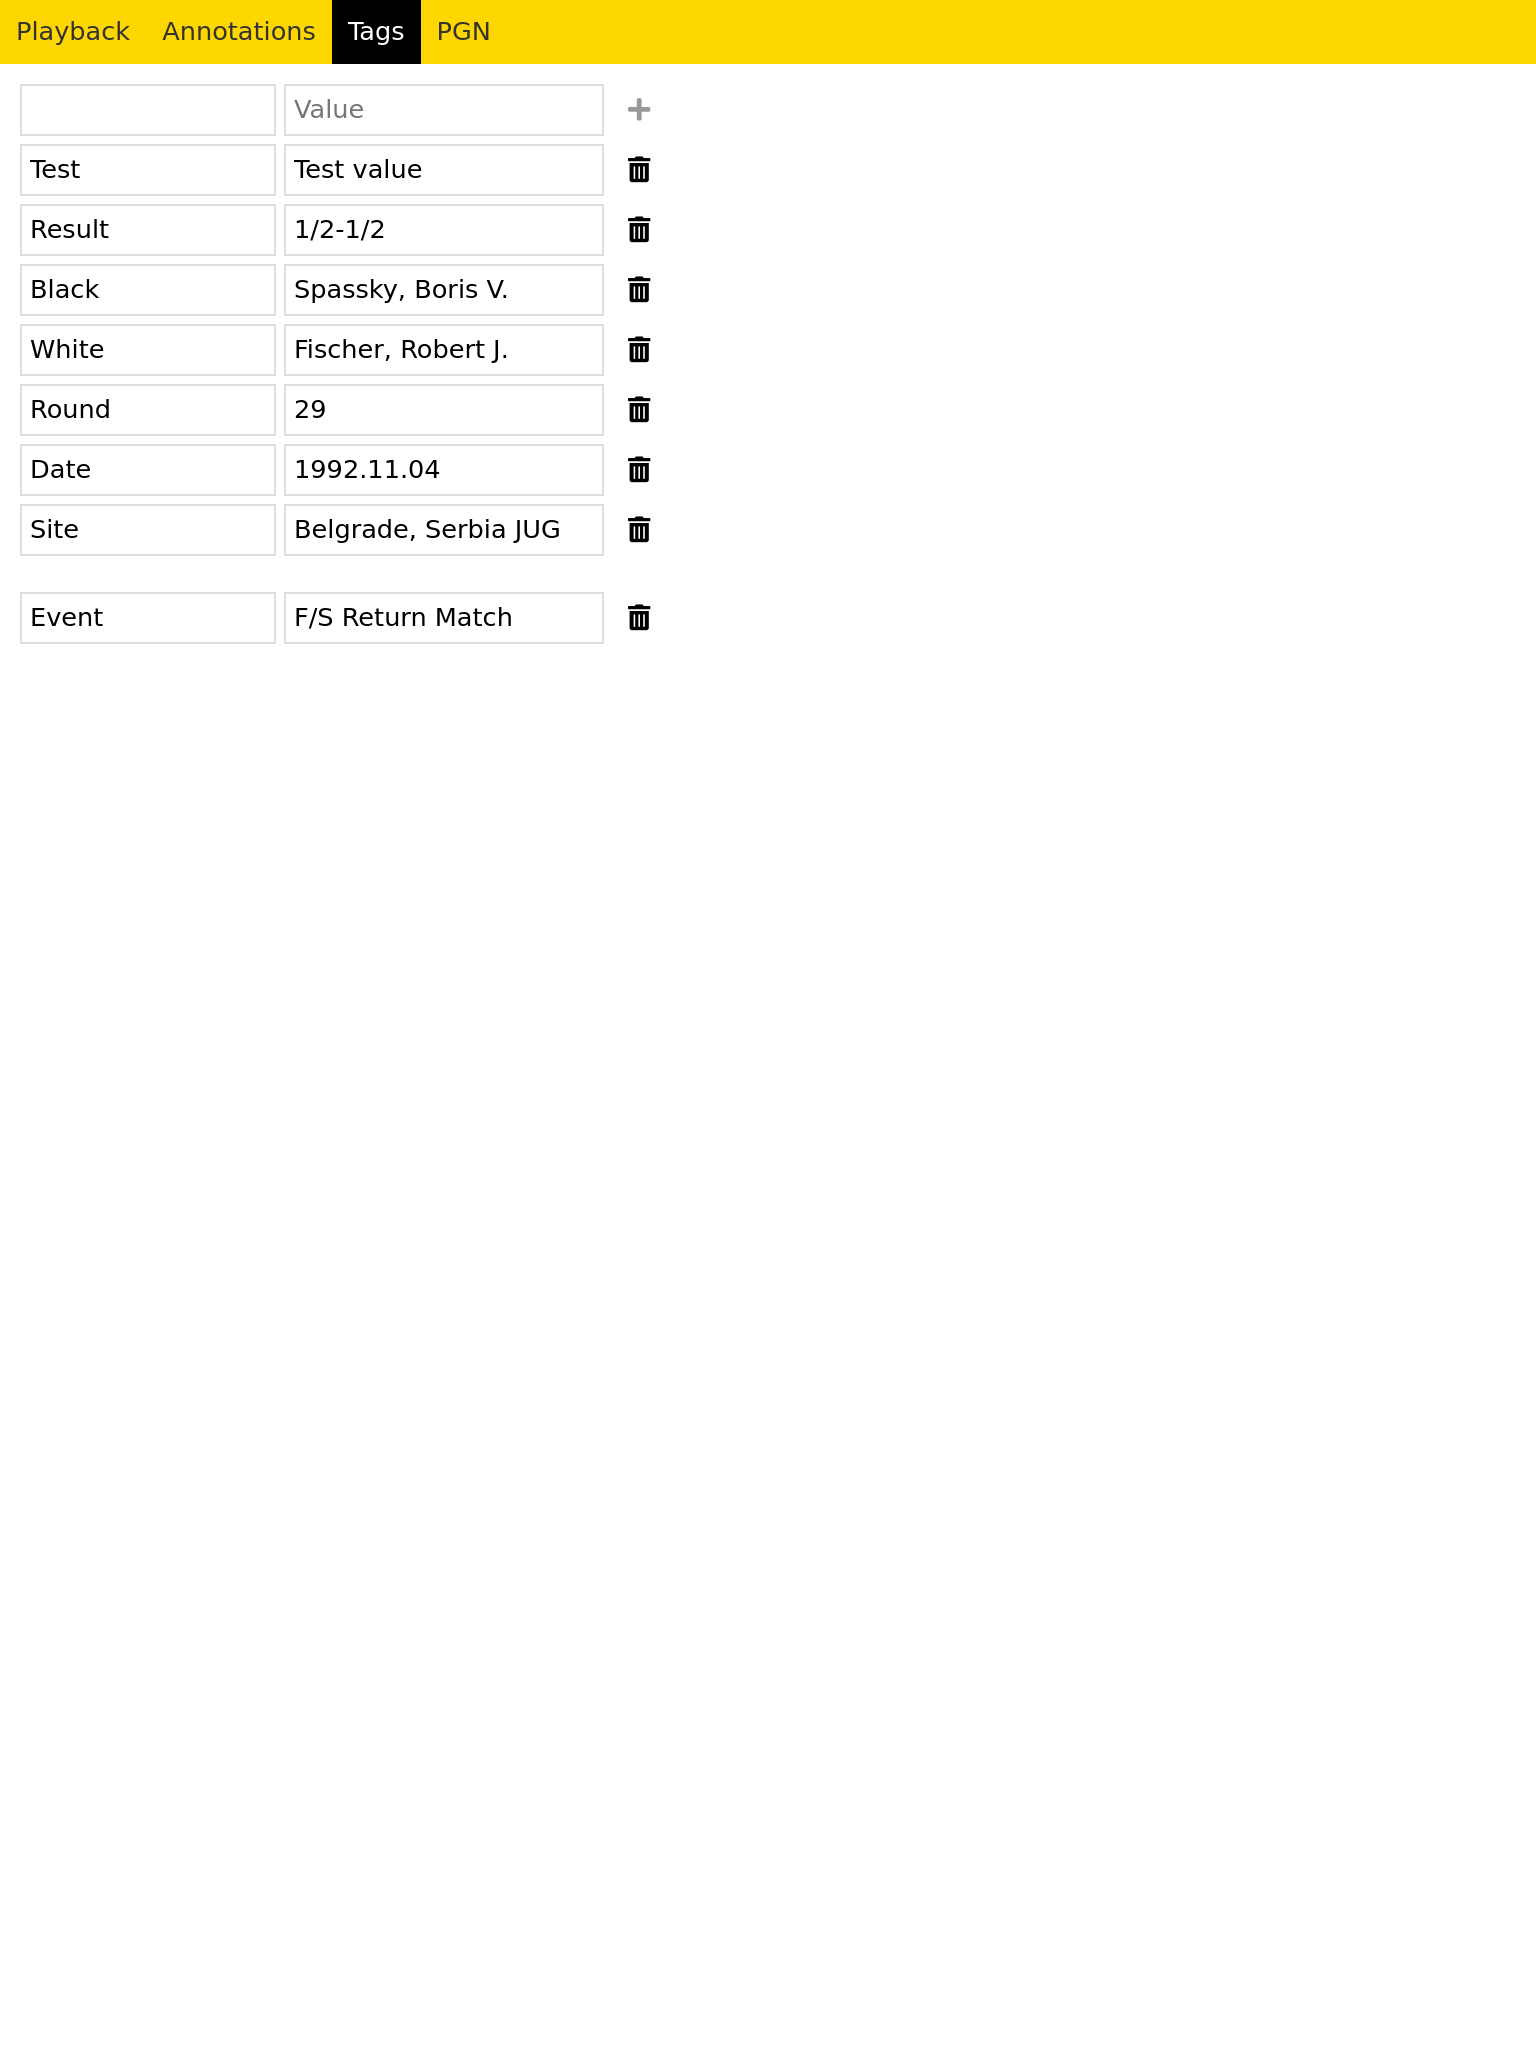 Playback Annotations Tags PGN
Value
Test Test value
Result 1/2-1/2
Black Spassky, Boris V.
White Fischer, Robert J.
Round 29
Date 1992.11.04
Site Belgrade, Serbia JUG
Event F/S Return Match